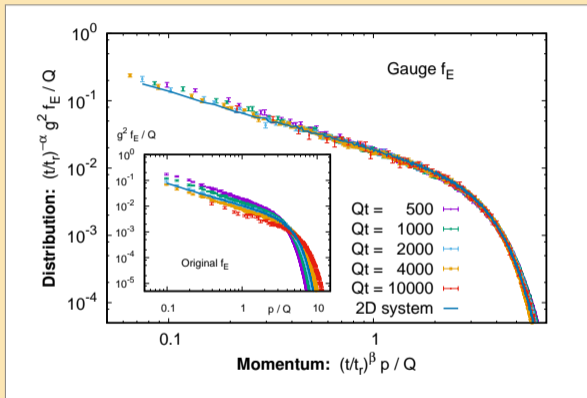 Gauge f_E
Distribution: (t/t_r)^-α g² f_E / Q
10^0
10^-1
10^-2
10^-3
10^-4
g² f_E / Q
10^0
10^-1
10^-2
10^-3
10^-4
10^-5
Original f_E
0.1 1 p / Q 10
Qt = 500
Qt = 1000
Qt = 2000
Qt = 4000
Qt = 10000
2D system
0.1 1
Momentum: (t/t_r)^β p / Q